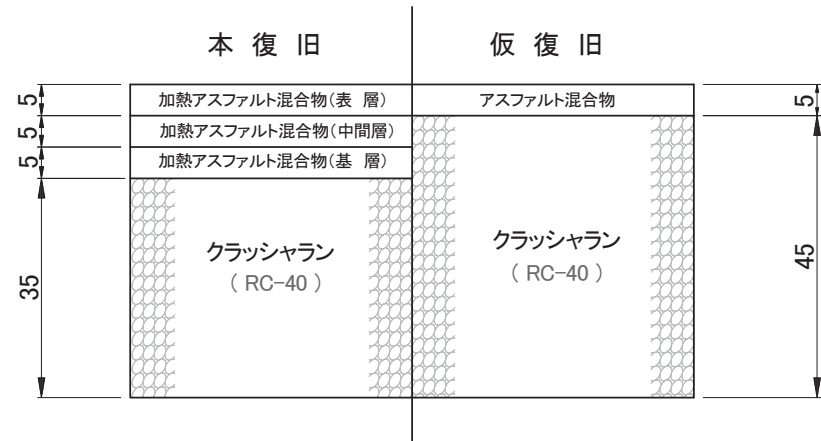 本 復 旧
仮 復 旧
5
加熱アスファルト混合物(表 層)
アスファルト混合物
5
5
加熱アスファルト混合物(中間層)
5
加熱アスファルト混合物(基 層)
35
クラッシャラン
( RC-40 )
クラッシャラン
( RC-40 )
45